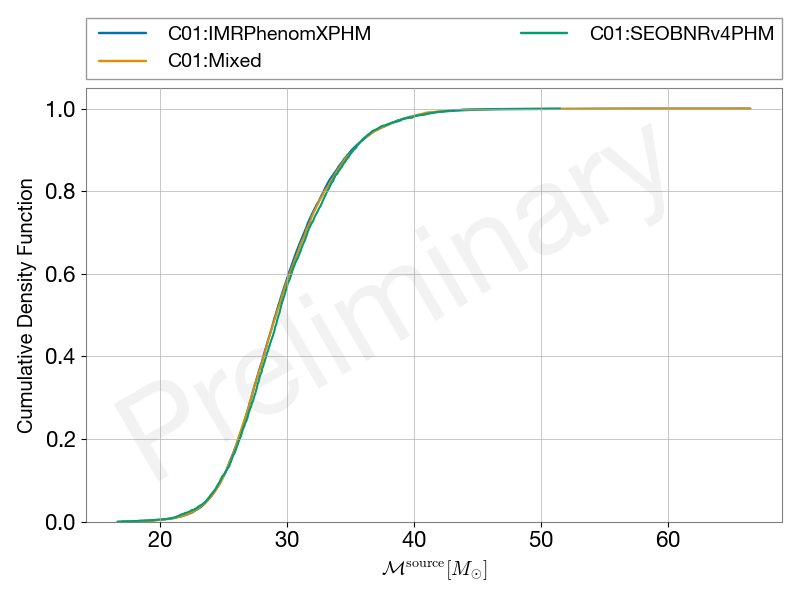 C01:IMRPhenomXPHM
C01:Mixed
C01:SEOBNRv4PHM
Preliminary
Cumulative Density Function
1.0
0.8
0.6
0.4
0.2
0.0
20 30 40 50 60
ℳ^source [M_⊙]